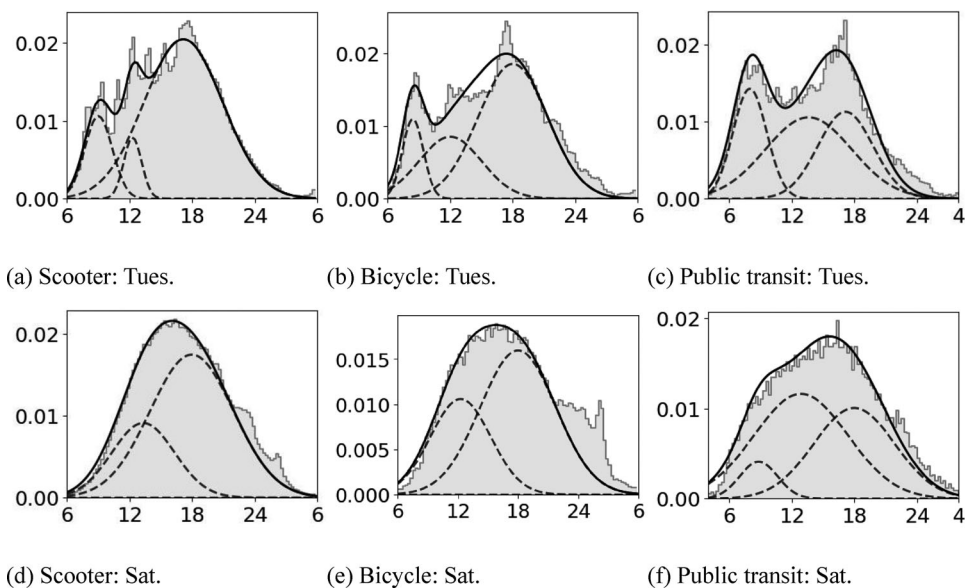 0.02
0.01
0.00
6 12 18 24 6
0.02
0.01
0.00
6 12 18 24 6
0.02
0.01
0.00
6 12 18 24 4
(a) Scooter: Tues.
(b) Bicycle: Tues.
(c) Public transit: Tues.
0.02
0.01
0.00
6 12 18 24 6
0.015
0.010
0.005
0.000
6 12 18 24 6
0.02
0.01
0.00
6 12 18 24 4
(d) Scooter: Sat.
(e) Bicycle: Sat.
(f) Public transit: Sat.